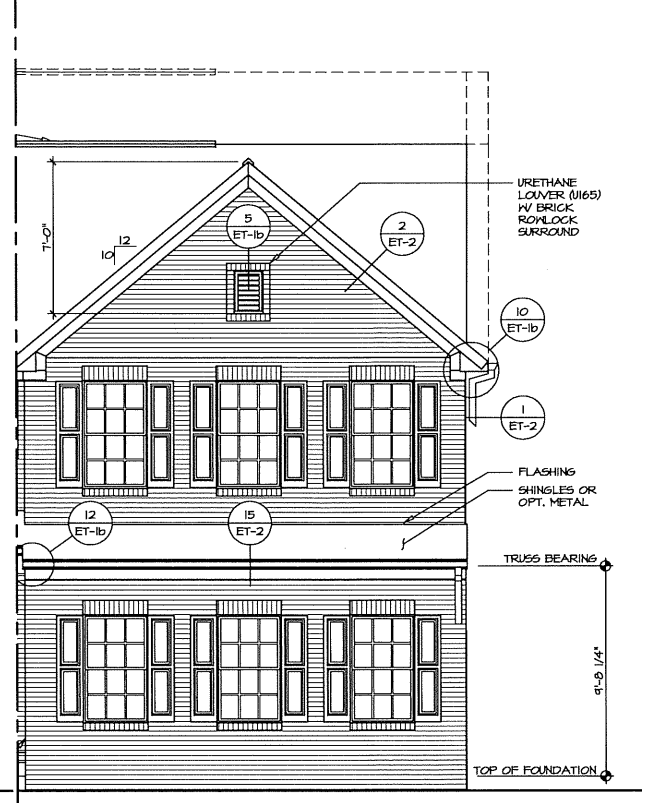 URETHANE
LOUVER (U165)
W/ BRICK
ROWLOCK
SURROUND
5
ET-1b
2
ET-2
12
10
7'-0"
10
ET-1b
1
ET-2
FLASHING
SHINGLES OR
OPT. METAL
12
ET-1b
15
ET-2
TRUSS BEARING
9'-8 1/4"
TOP OF FOUNDATION